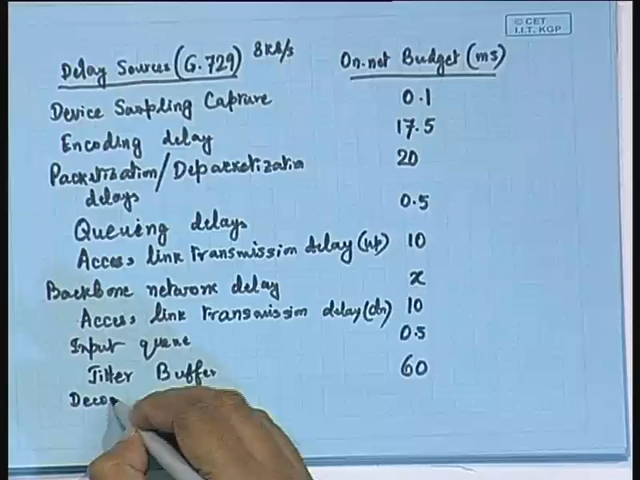 © CET
I.I.T. KGP
Delay Sources (G.729) 8KB/s On-net Budget (ms)
Device Sampling Capture 0.1
Encoding delay 17.5
Packetization/Depacketization 20
delays
Queuing delays 0.5
Access link transmission delay (up) 10
Backbone network delay x
Access link transmission delay (dn) 10
Input queue 0.5
Jitter Buffer 60
Deco